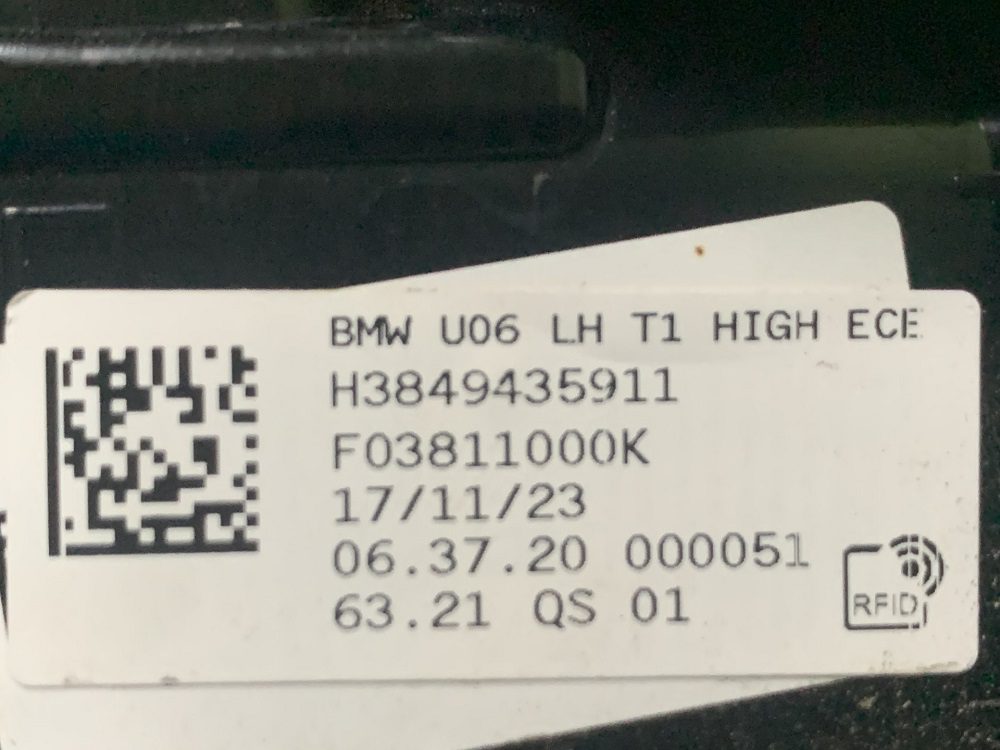 BMW U06 LH T1 HIGH ECE
H3849435911
F03811000K
17/11/23
06.37.20 000051
63.21 QS 01
RFID